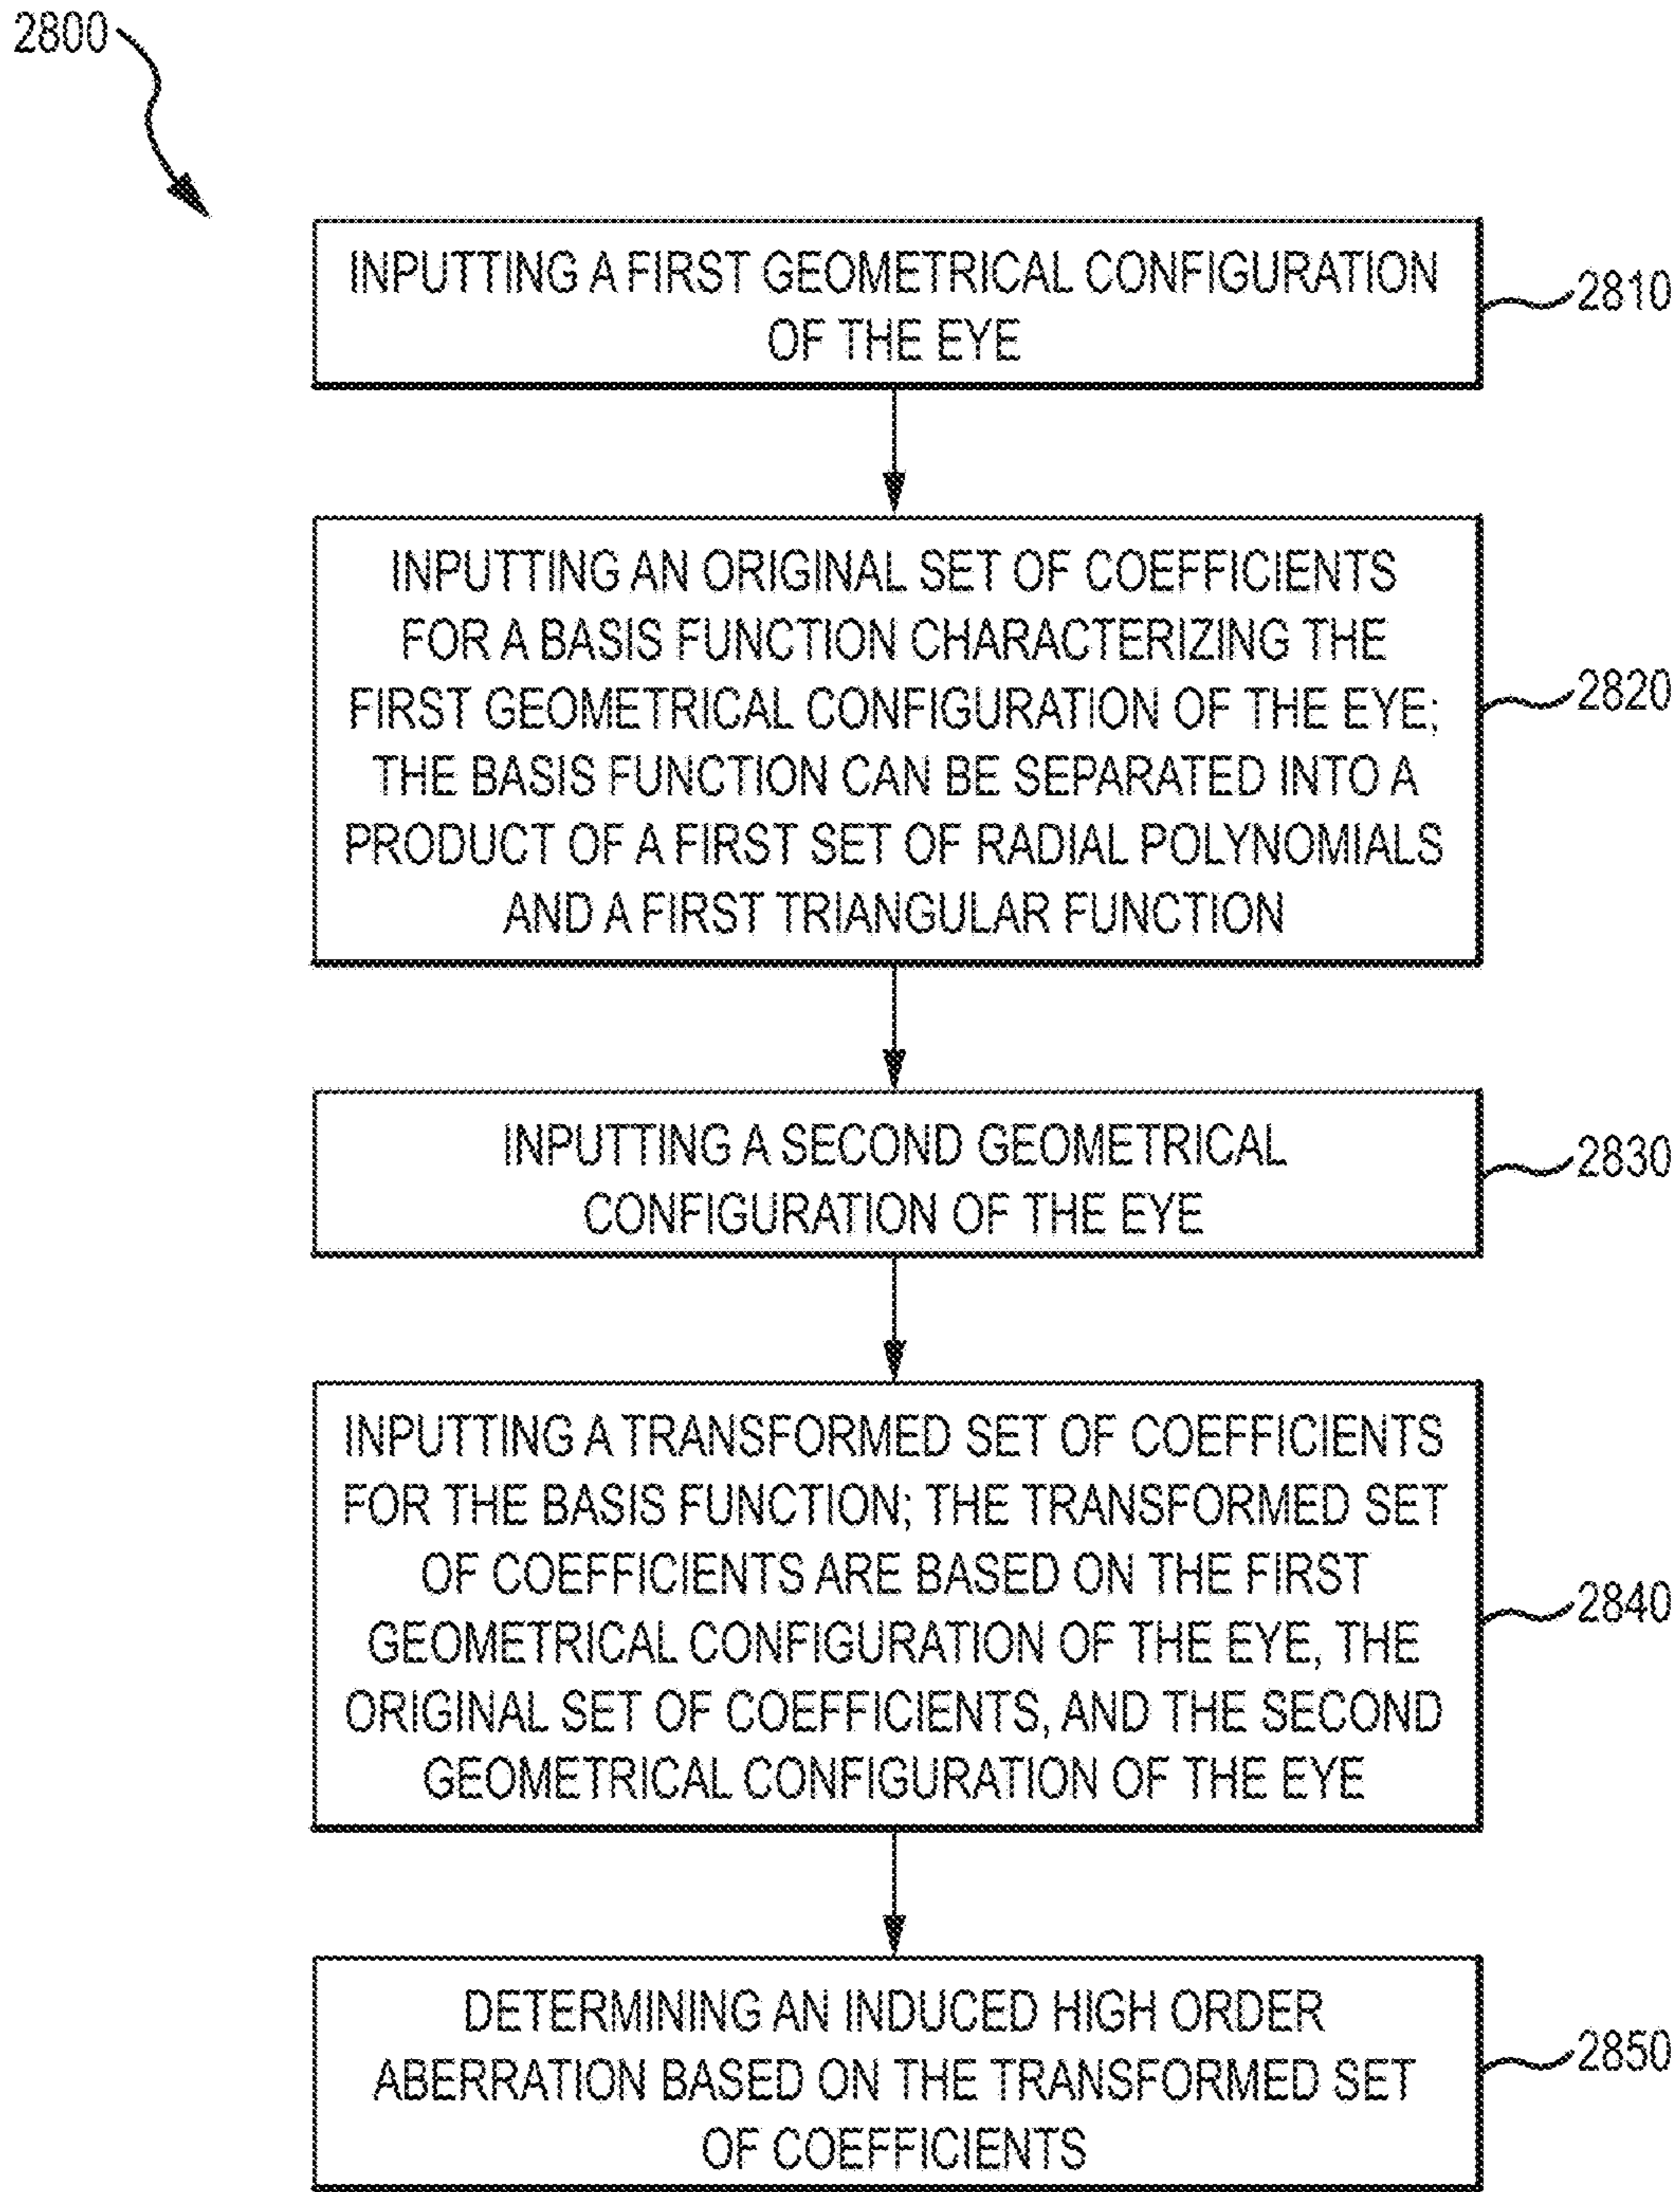 2800
INPUTTING A FIRST GEOMETRICAL CONFIGURATION
OF THE EYE
2810
INPUTTING AN ORIGINAL SET OF COEFFICIENTS
FOR A BASIS FUNCTION CHARACTERIZING THE
FIRST GEOMETRICAL CONFIGURATION OF THE EYE;
THE BASIS FUNCTION CAN BE SEPARATED INTO A
PRODUCT OF A FIRST SET OF RADIAL POLYNOMIALS
AND A FIRST TRIANGULAR FUNCTION
2820
INPUTTING A SECOND GEOMETRICAL
CONFIGURATION OF THE EYE
2830
INPUTTING A TRANSFORMED SET OF COEFFICIENTS
FOR THE BASIS FUNCTION; THE TRANSFORMED SET
OF COEFFICIENTS ARE BASED ON THE FIRST
GEOMETRICAL CONFIGURATION OF THE EYE, THE
ORIGINAL SET OF COEFFICIENTS, AND THE SECOND
GEOMETRICAL CONFIGURATION OF THE EYE
2840
DETERMINING AN INDUCED HIGH ORDER
ABERRATION BASED ON THE TRANSFORMED SET
OF COEFFICIENTS
2850